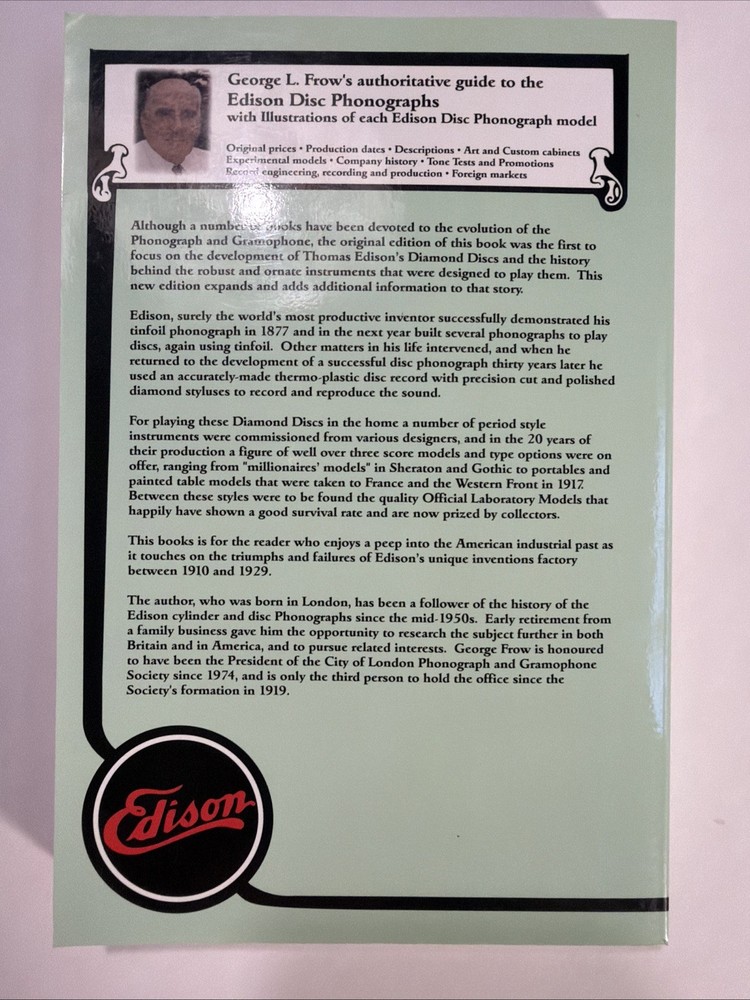 George L. Frow's authoritative guide to the
Edison Disc Phonographs
with Illustrations of each Edison Disc Phonograph model
Original prices • Production dates • Descriptions • Art and Custom cabinets
Experimental models • Company history • Tone Tests and Promotions
Record engineering, recording and production • Foreign markets
Although a number of books have been devoted to the evolution of the
Phonograph and Gramophone, the original edition of this book was the first to
focus on the development of Thomas Edison's Diamond Discs and the history
behind the robust and ornate instruments that were designed to play them. This
new edition expands and adds additional information to that story.
Edison, surely the world's most productive inventor successfully demonstrated his
tinfoil phonograph in 1877 and in the next year built several phonographs to play
discs, again using tinfoil. Other matters in his life intervened, and when he
returned to the development of a successful disc phonograph thirty years later he
used an accurately-made thermo-plastic disc record with precision cut and polished
diamond styluses to record and reproduce the sound.
For playing these Diamond Discs in the home a number of period style
instruments were commissioned from various designers, and in the 20 years of
their production a figure of well over three score models and type options were on
offer, ranging from "millionaires' models" in Sheraton and Gothic to portables and
painted table models that were taken to France and the Western Front in 1917.
Between these styles were to be found the quality Official Laboratory Models that
happily have shown a good survival rate and are now prized by collectors.
This books is for the reader who enjoys a peep into the American industrial past as
it touches on the triumphs and failures of Edison's unique inventions factory
between 1910 and 1929.
The author, who was born in London, has been a follower of the history of the
Edison cylinder and disc Phonographs since the mid-1950s. Early retirement from
a family business gave him the opportunity to research the subject further in both
Britain and in America, and to pursue related interests. George Frow is honoured
to have been the President of the City of London Phonograph and Gramophone
Society since 1974, and is only the third person to hold the office since the
Society's formation in 1919.
Edison